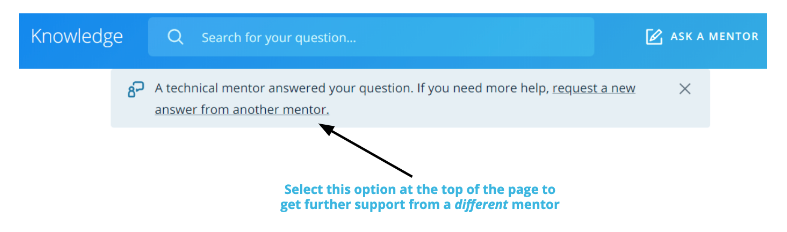 Knowledge
Search for your question...
ASK A MENTOR
A technical mentor answered your question. If you need more help, request a new
answer from another mentor.
Select this option at the top of the page to
get further support from a different mentor